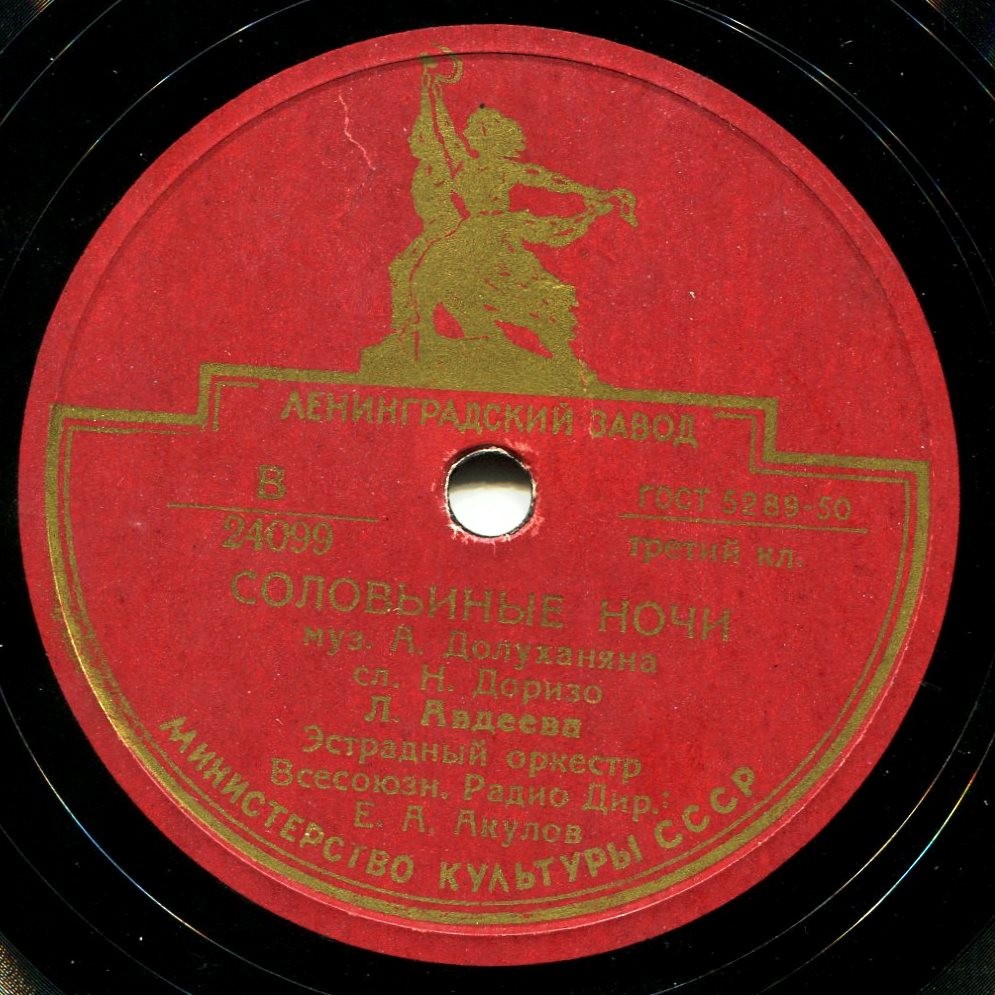 ЛЕНИНГРАДСКИЙ ЗАВОД
В
24099
ГОСТ 5289-50
третий кл.
СОЛОВЬИНЫЕ НОЧИ
муз. А. Долуханяна
сл. Н. Доризо
Л. Авдеева
Эстрадный оркестр
Всесоюзн. Радио Дир.:
Е. А. Акулов
МИНИСТЕРСТВО КУЛЬТУРЫ СССР